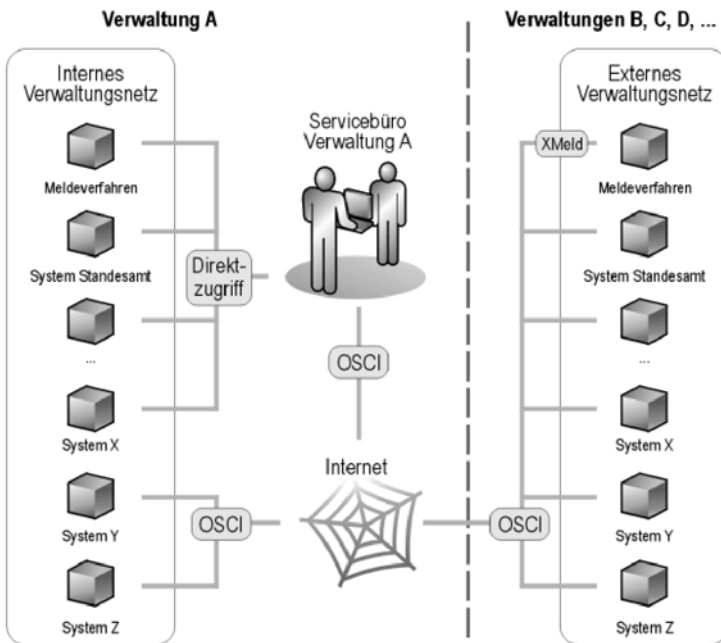 Verwaltung A
Internes
Verwaltungsnetz
Meldeverfahren
System Standesamt
...
System X
System Y
System Z
Direkt-
zugriff
OSCI
Servicebüro
Verwaltung A
OSCI
Internet
Verwaltungen B, C, D, ...
Externes
Verwaltungsnetz
XMeld
Meldeverfahren
System Standesamt
...
System X
System Y
System Z
OSCI